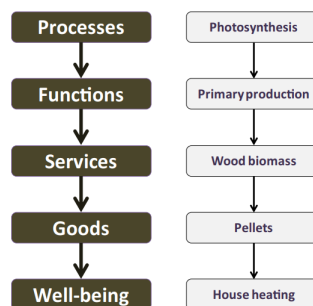 Processes
Photosynthesis
Functions
Primary production
Services
Wood biomass
Goods
Pellets
Well-being
House heating